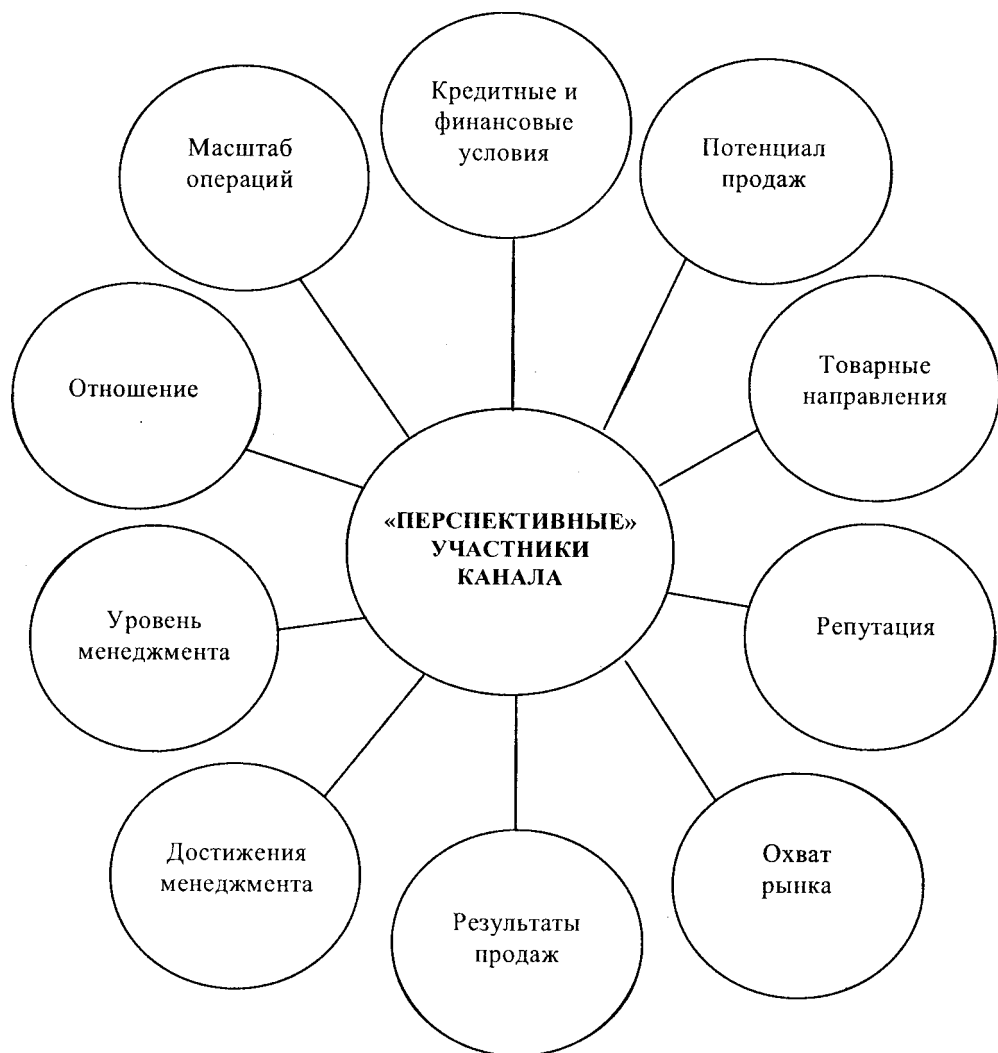 Кредитные и
финансовые
условия
Масштаб
операций
Потенциал
продаж
Отношение
Товарные
направления
«ПЕРСПЕКТИВНЫЕ»
УЧАСТНИКИ
КАНАЛА
Уровень
менеджмента
Репутация
Достижения
менеджмента
Охват
рынка
Результаты
продаж